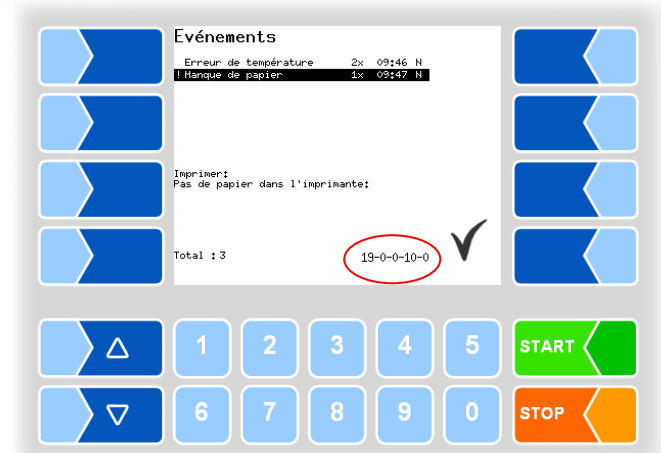 Evénements
Erreur de température 2x 09:46 N
! Manque de papier 1x 09:47 N
Imprimer:
Pas de papier dans l'imprimante:
Total : 3 19-0-0-10-0
1 2 3 4 5 START
6 7 8 9 0 STOP